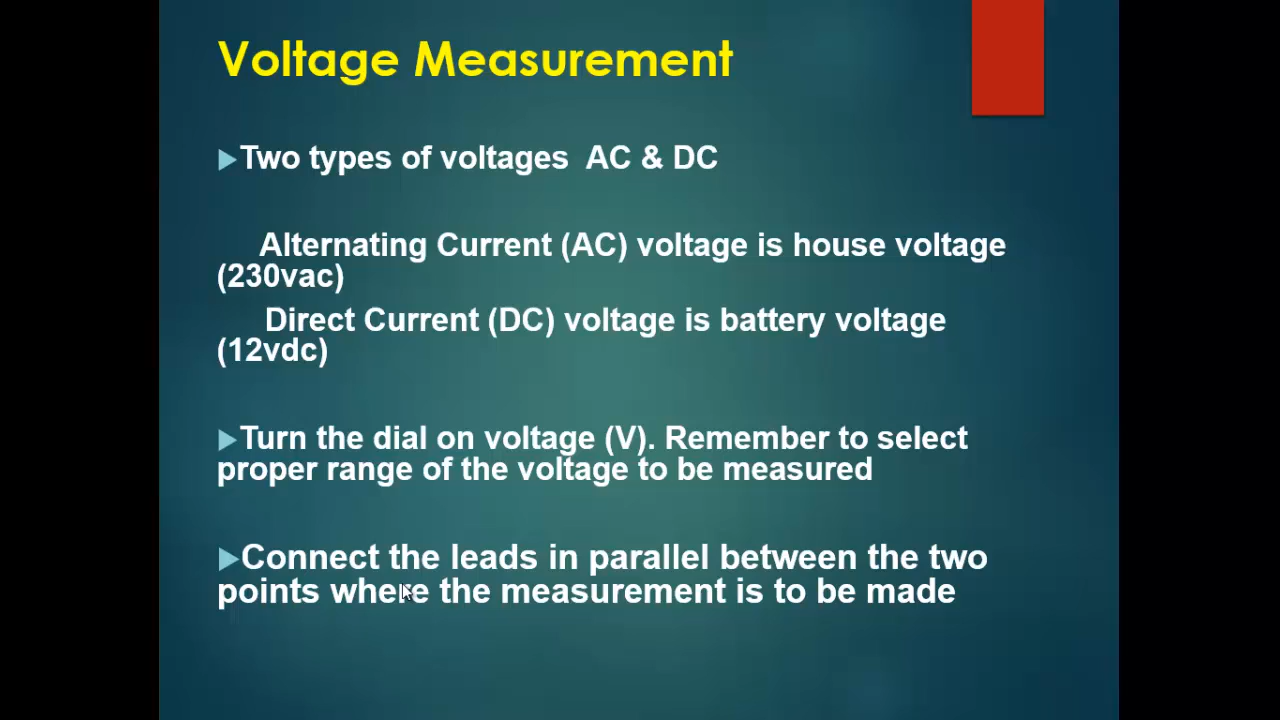 Voltage Measurement
Two types of voltages AC & DC
Alternating Current (AC) voltage is house voltage
(230vac)
Direct Current (DC) voltage is battery voltage
(12vdc)
Turn the dial on voltage (V). Remember to select
proper range of the voltage to be measured
Connect the leads in parallel between the two
points where the measurement is to be made